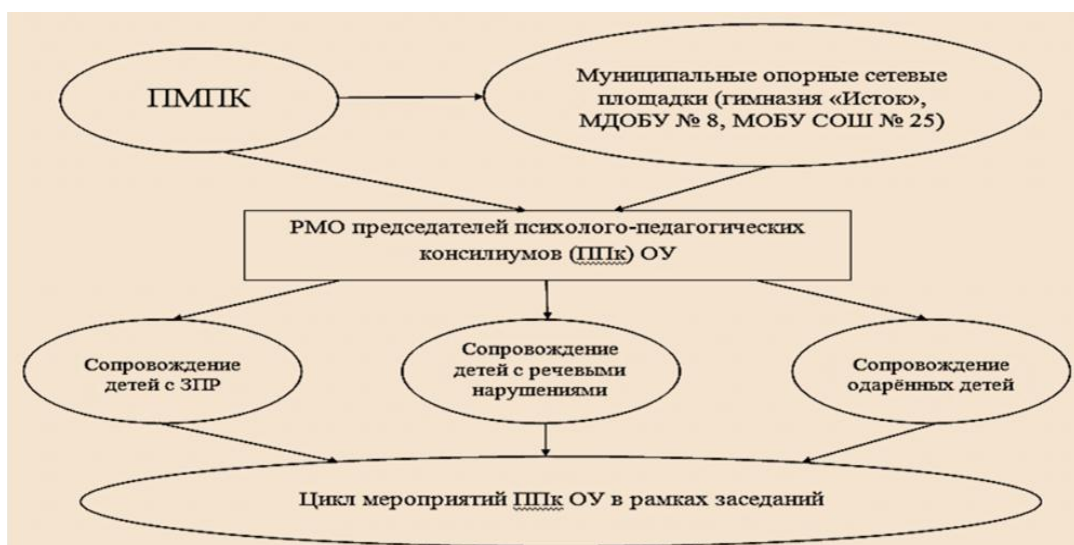 ПМПК
Муниципальные опорные сетевые
площадки (гимназия «Исток»,
МДОБУ № 8, МОБУ СОШ № 25)
РМО председателей психолого-педагогических
консилиумов (ППк) ОУ
Сопровождение
детей с ЗПР
Сопровождение
детей с речевыми
нарушениями
Сопровождение
одарённых детей
Цикл мероприятий ППк ОУ в рамках заседаний